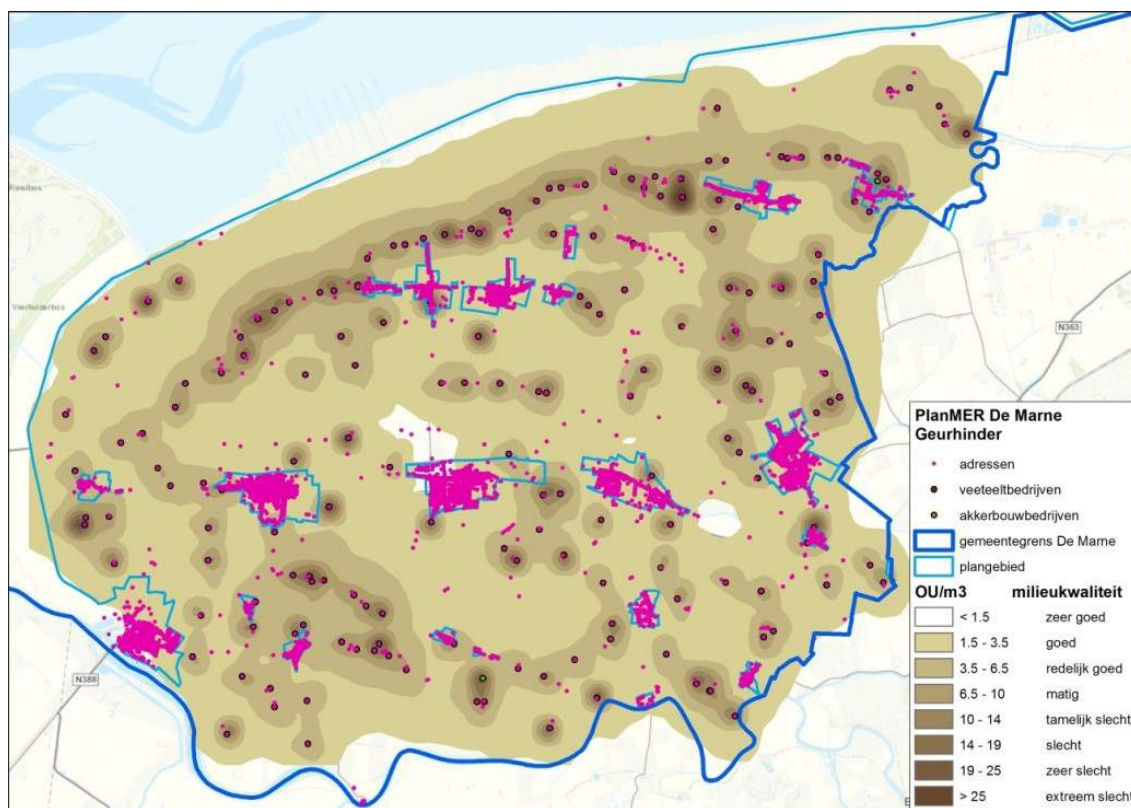 Kwelbos
Vierhuizerbos
N363
N388
PlanMER De Marne
Geurhinder
adressen
veeteeltbedrijven
akkerbouwbedrijven
gemeentegrens De Marne
plangebied
OU/m3 milieukwaliteit
< 1.5 zeer goed
1.5 - 3.5 goed
3.5 - 6.5 redelijk goed
6.5 - 10 matig
10 - 14 tamelijk slecht
14 - 19 slecht
19 - 25 zeer slecht
> 25 extreem slecht